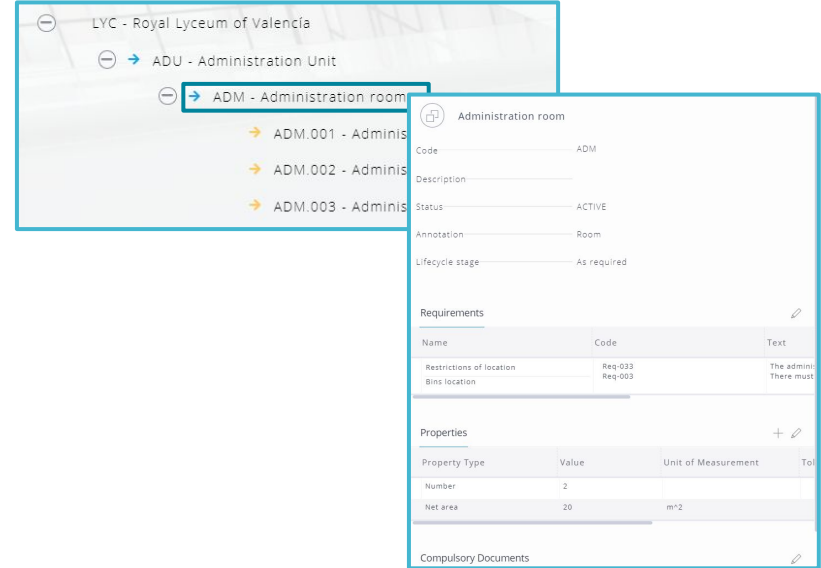 LYC - Royal Lyceum of Valencía
ADU - Administration Unit
ADM - Administration room
ADM.001 - Adminis
ADM.002 - Adminis
ADM.003 - Adminis
Administration room
Code ADM
Description
Status ACTIVE
Annotation Room
Lifecycle stage As required
Requirements
Name Code Text
Restrictions of location Req-033 The adminis
Bins location Req-003 There must
Properties
Property Type Value Unit of Measurement Tol
Number 2
Net area 20 m^2
Compulsory Documents